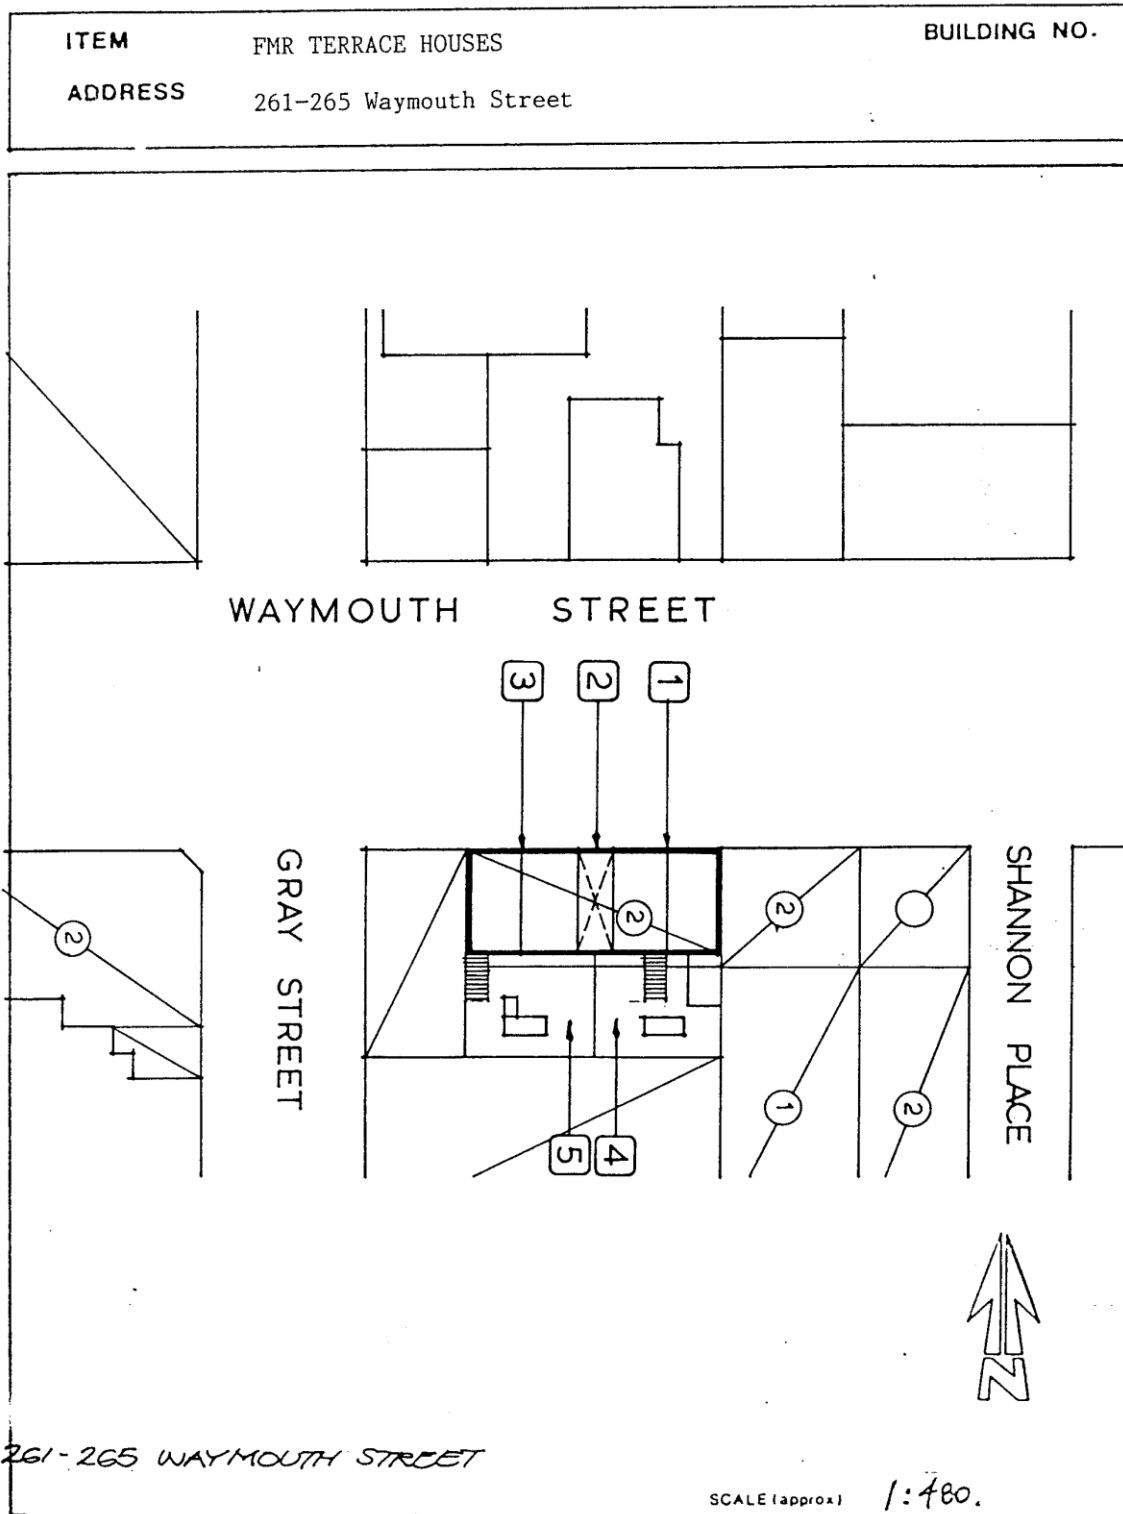 ITEM FMR TERRACE HOUSES BUILDING NO.
ADDRESS 261-265 Waymouth Street
WAYMOUTH STREET
3 2 1
GRAY STREET
SHANNON PLACE
2
2
2
1
2
5 4
N
261-265 WAYMOUTH STREET
SCALE (approx) 1:480.